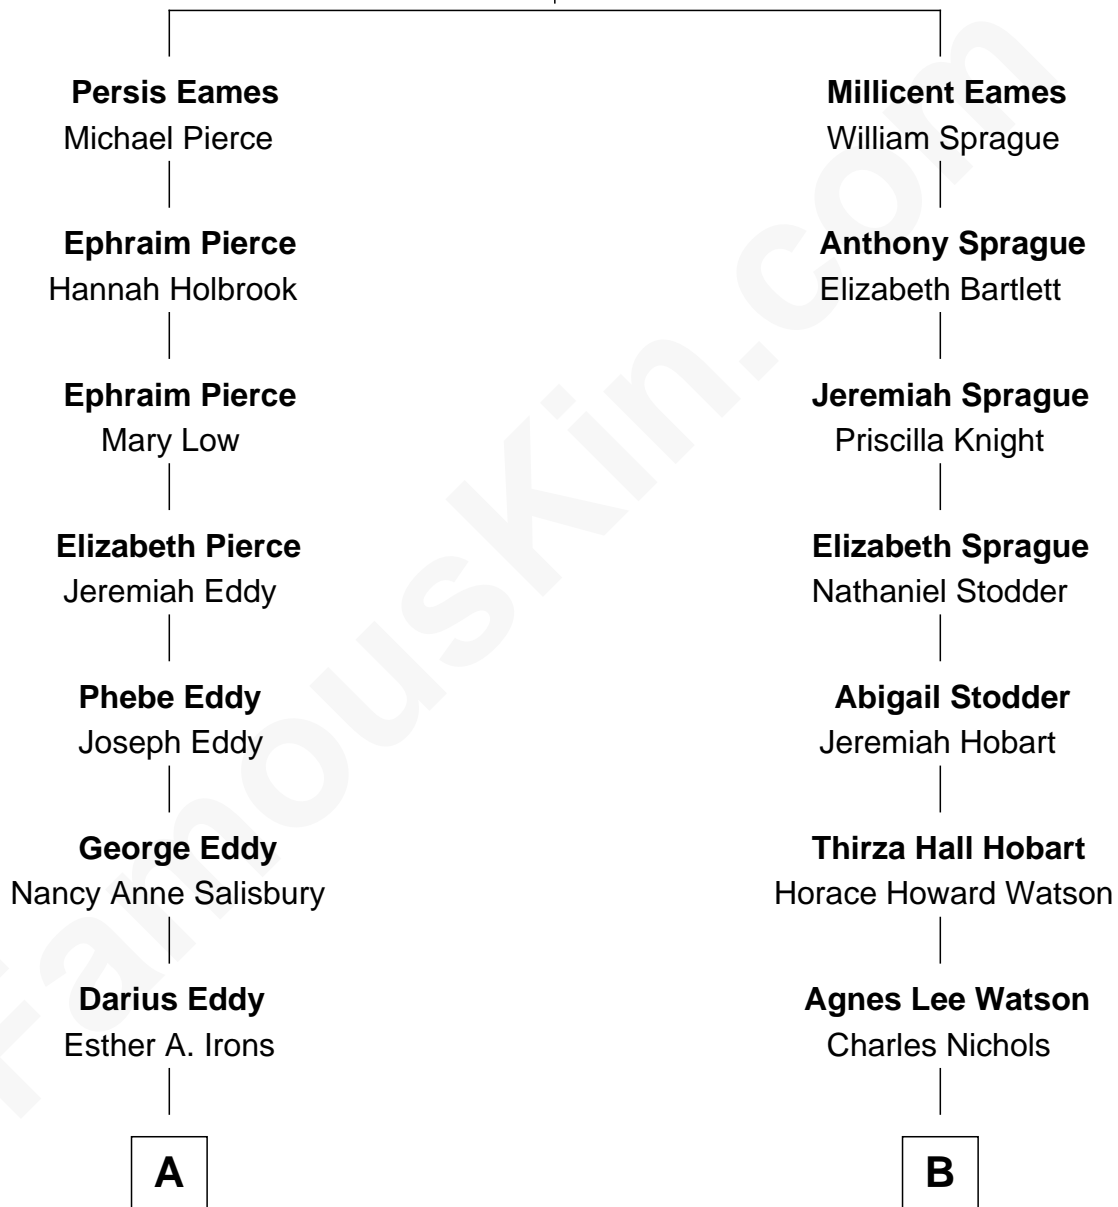 Persis Eames
Michael Pierce
Millicent Eames
William Sprague
Ephraim Pierce
Hannah Holbrook
Anthony Sprague
Elizabeth Bartlett
Ephraim Pierce
Mary Low
Jeremiah Sprague
Priscilla Knight
Elizabeth Pierce
Jeremiah Eddy
Elizabeth Sprague
Nathaniel Stodder
Phebe Eddy
Joseph Eddy
Abigail Stodder
Jeremiah Hobart
George Eddy
Nancy Anne Salisbury
Thirza Hall Hobart
Horace Howard Watson
Darius Eddy
Esther A. Irons
Agnes Lee Watson
Charles Nichols
A
B
FamousKin.com